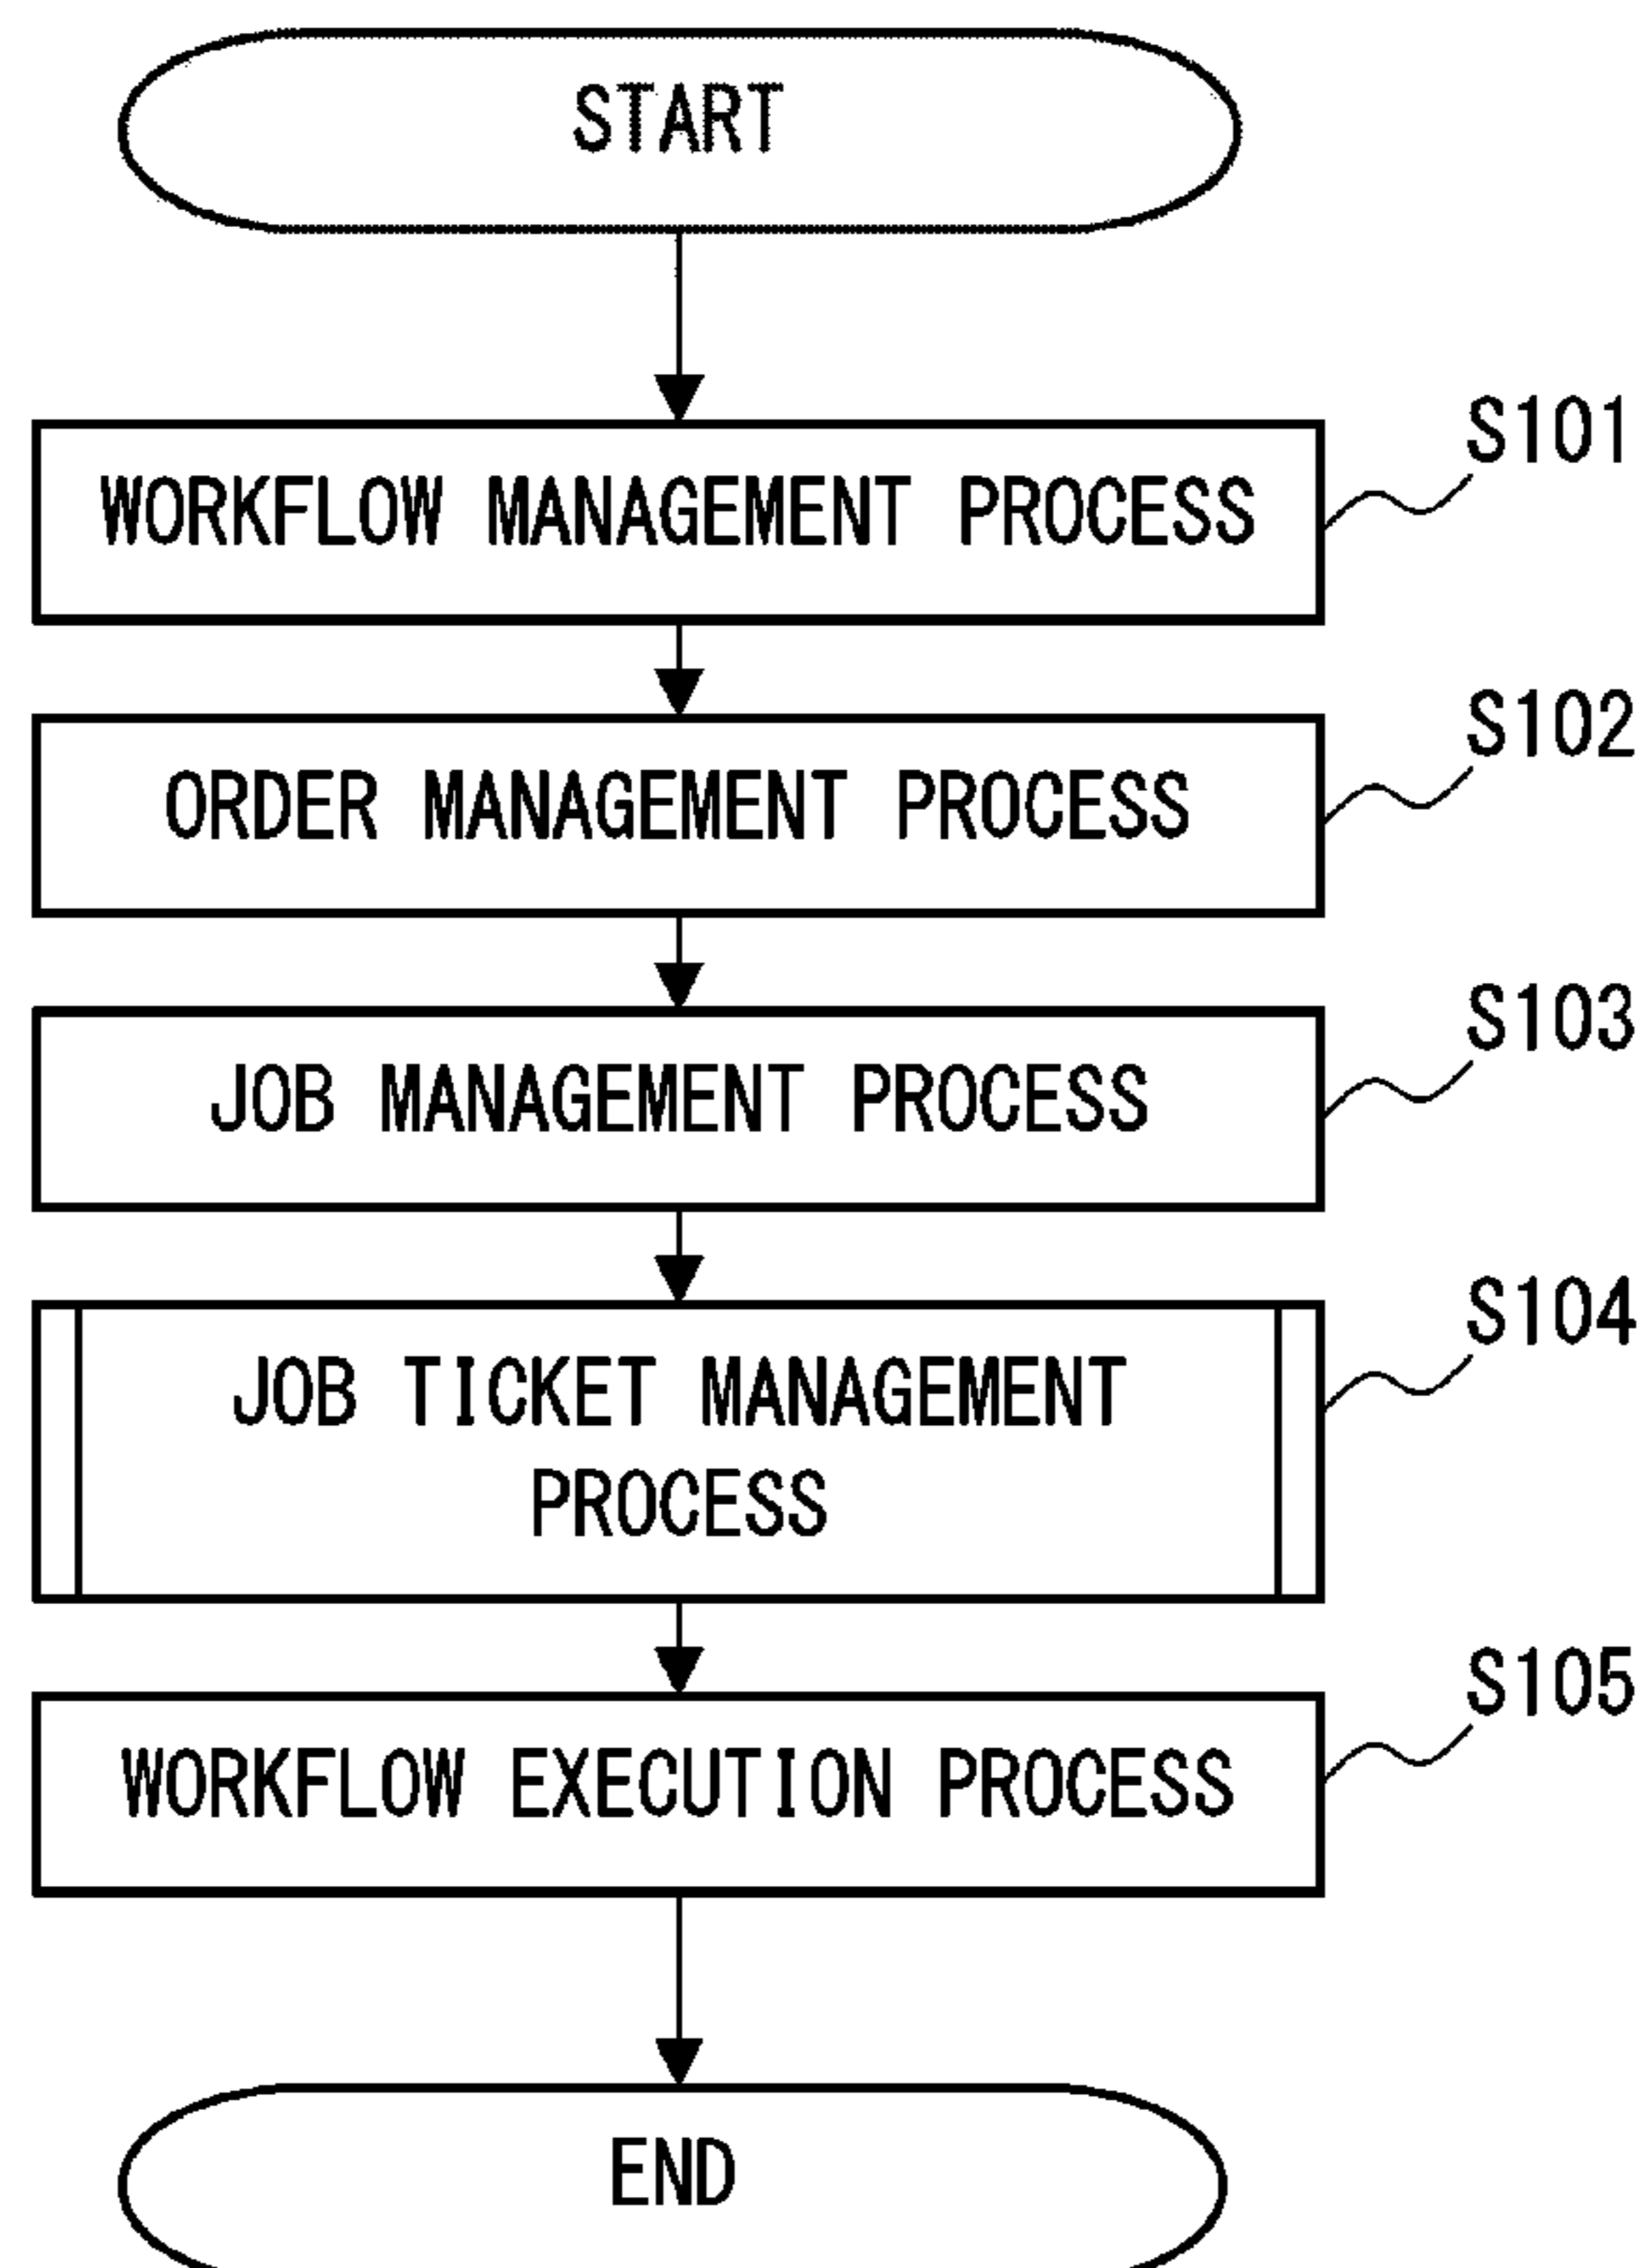 START
S101
WORKFLOW MANAGEMENT PROCESS
S102
ORDER MANAGEMENT PROCESS
S103
JOB MANAGEMENT PROCESS
S104
JOB TICKET MANAGEMENT
PROCESS
S105
WORKFLOW EXECUTION PROCESS
END